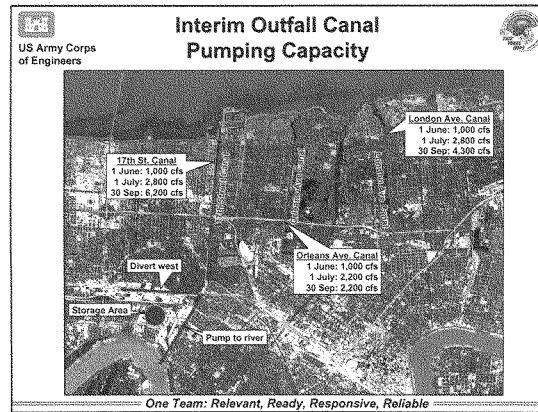 US Army Corps
of Engineers
Interim Outfall Canal
Pumping Capacity
London Ave. Canal
1 June: 1,000 cfs
1 July: 2,800 cfs
30 Sep: 4,300 cfs
17th St. Canal
1 June: 1,000 cfs
1 July: 2,800 cfs
30 Sep: 6,200 cfs
Orleans Ave. Canal
1 June: 1,000 cfs
1 July: 2,200 cfs
30 Sep: 2,200 cfs
Divert west
Storage Area
Pump to river
One Team: Relevant, Ready, Responsive, Reliable